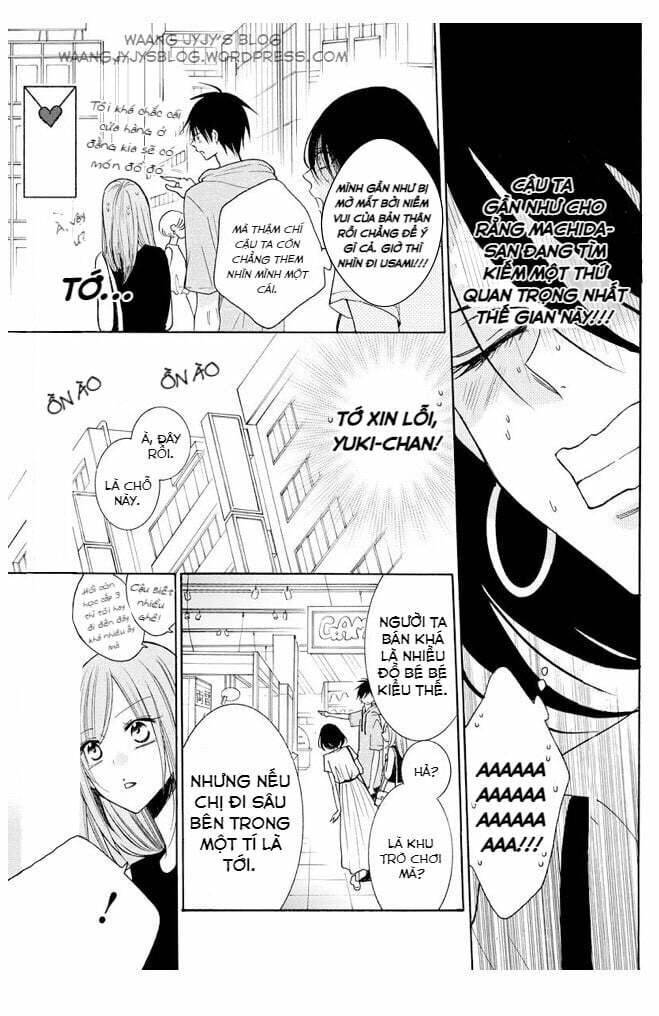 WAANG JYJY'S BLOG
WAANGJYJYSBLOG.WORDPRESS.COM
CẬU TA
GẦN NHƯ CHO
RẰNG MACHIDA-
SAN ĐANG TÌM
KIẾM MỘT THỨ
QUAN TRỌNG NHẤT
THẾ GIAN NÀY!!!
MÌNH GẦN NHƯ BỊ
MỜ MẮT BỞI NIỀM
VUI CỦA BẢN THÂN
RỒI CHẲNG ĐỂ Ý
GÌ CẢ. GIỜ THÌ
NHÌN ĐI USAMI!!!
MÀ THẬM CHÍ
CẬU TA CÒN
CHẲNG THEM
NHÌN MÌNH MỘT
CÁI.
Tôi khá chắc cái
cửa hàng ở
đằng kia sẽ có
món đồ đó
À, vậy
ư?
TỚ...
TỚ XIN LỖI,
YUKI-CHAN!
ỒN ÀO
ỒN ÀO
À, ĐÂY
RỒI.
LÀ CHỖ
NÀY.
AAAAAA
AAAAAA
AAAAAA
AAA!!!
NGƯỜI TA
BÁN KHÁ
LÀ NHIỀU
ĐỒ BÉ BÉ
KIỂU THẾ.
HẢ?
LÀ KHU
TRÒ CHƠI
MÀ?
NHƯNG NẾU
CHỊ ĐI SÂU
BÊN TRONG
MỘT TÍ LÀ
TỚI.
GAME
Cậu biết
nhiều
ghê!
Hồi còn
học cấp 3
thì tôi hay
đi đến đây
khá nhiều ấy
mà
!